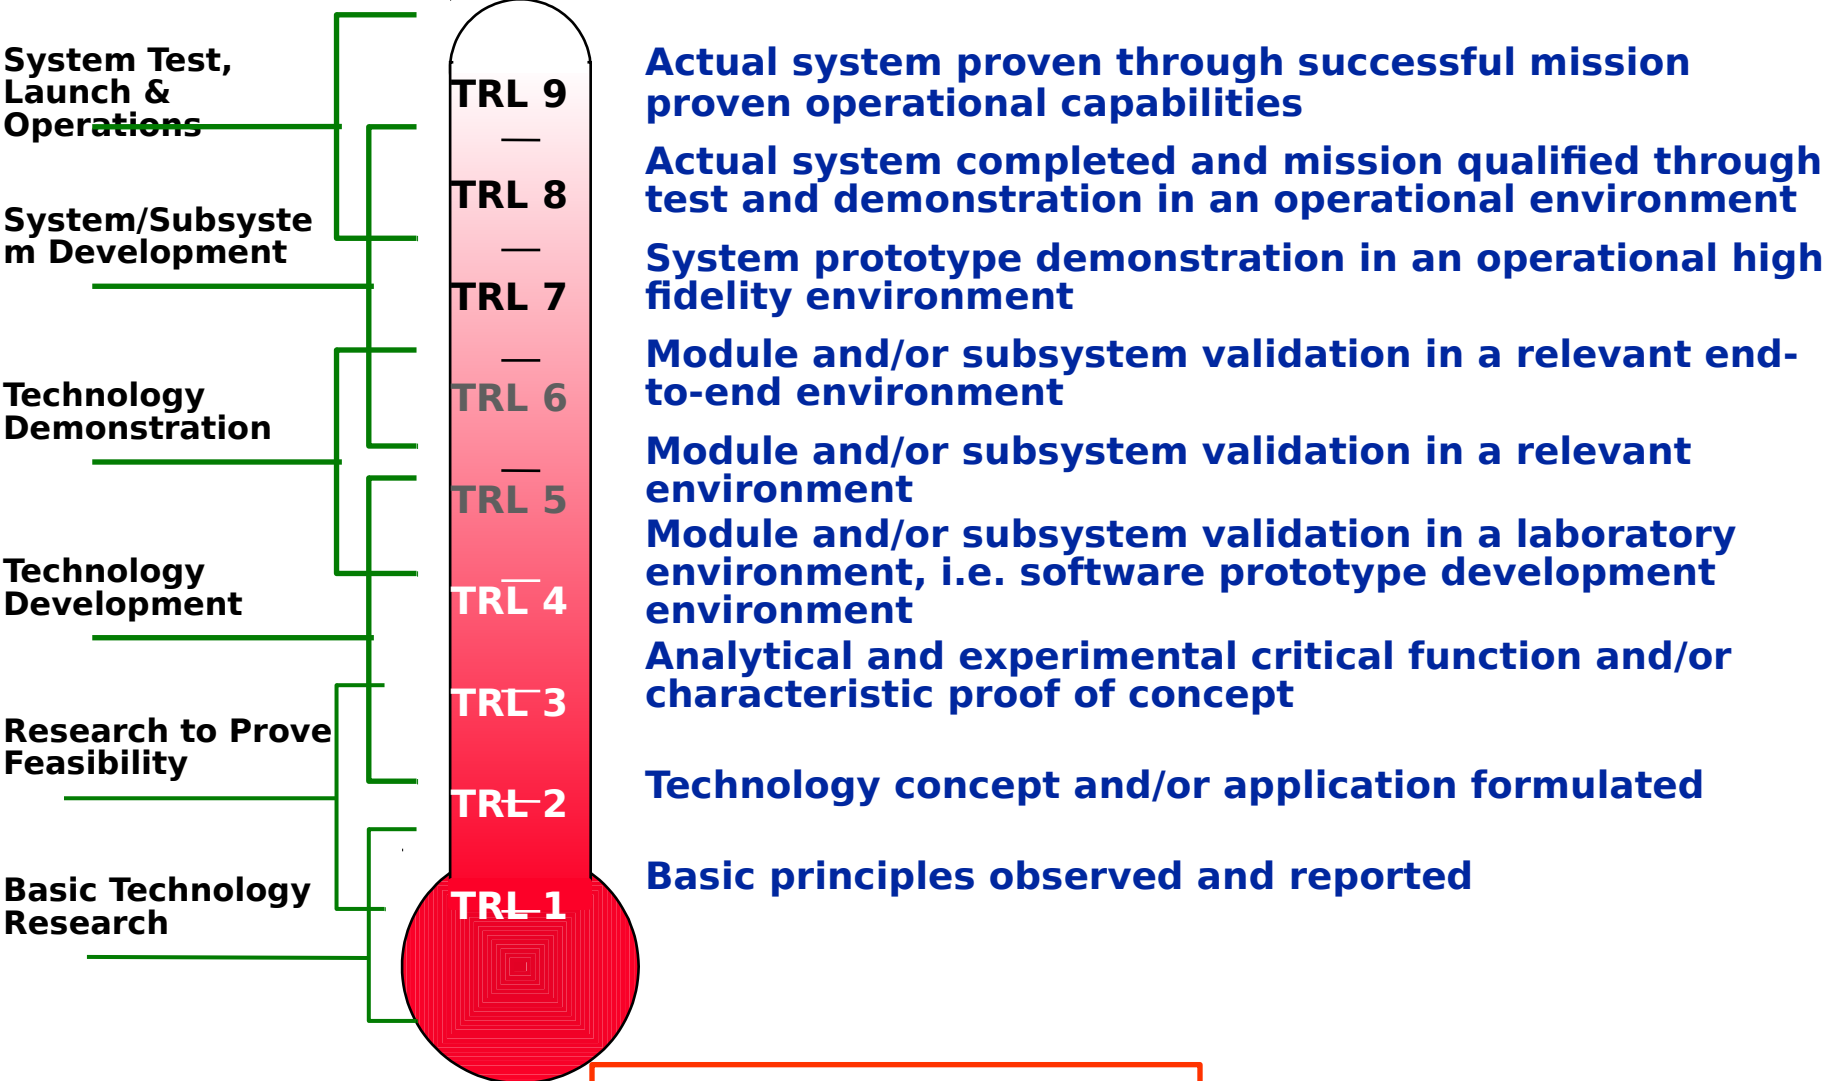 System Test,
Launch &
Operations
System/Subsyste
m Development
Technology
Demonstration
Technology
Development
Research to Prove
Feasibility
Basic Technology
Research
TRL 9
TRL 8
TRL 7
TRL 6
TRL 5
TRL 4
TRL 3
TRL 2
TRL 1
Actual system proven through successful mission
proven operational capabilities
Actual system completed and mission qualified through
test and demonstration in an operational environment
System prototype demonstration in an operational high
fidelity environment
Module and/or subsystem validation in a relevant end-
to-end environment
Module and/or subsystem validation in a relevant
environment
Module and/or subsystem validation in a laboratory
environment, i.e. software prototype development
environment
Analytical and experimental critical function and/or
characteristic proof of concept
Technology concept and/or application formulated
Basic principles observed and reported